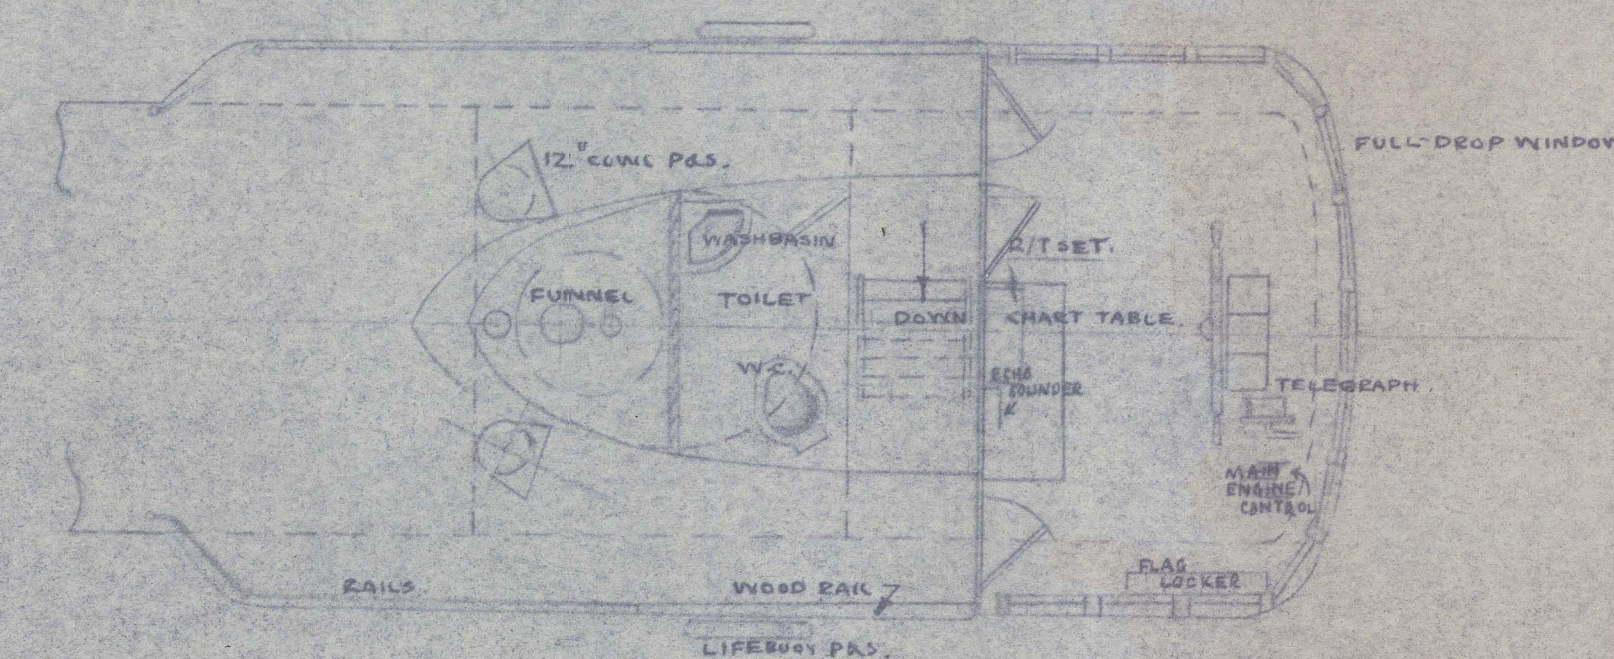 FULL-DROP WINDOW
12" COWL P&S.
WASHBASIN
R/T SET.
FUNNEL
TOILET
DOWN
CHART TABLE.
W.C.
ECHO
SOUNDER
TELEGRAPH.
MAIN
ENGINE
CONTROL
FLAG
LOCKER
RAILS.
WOOD RAIL
LIFEBUOY P&S.